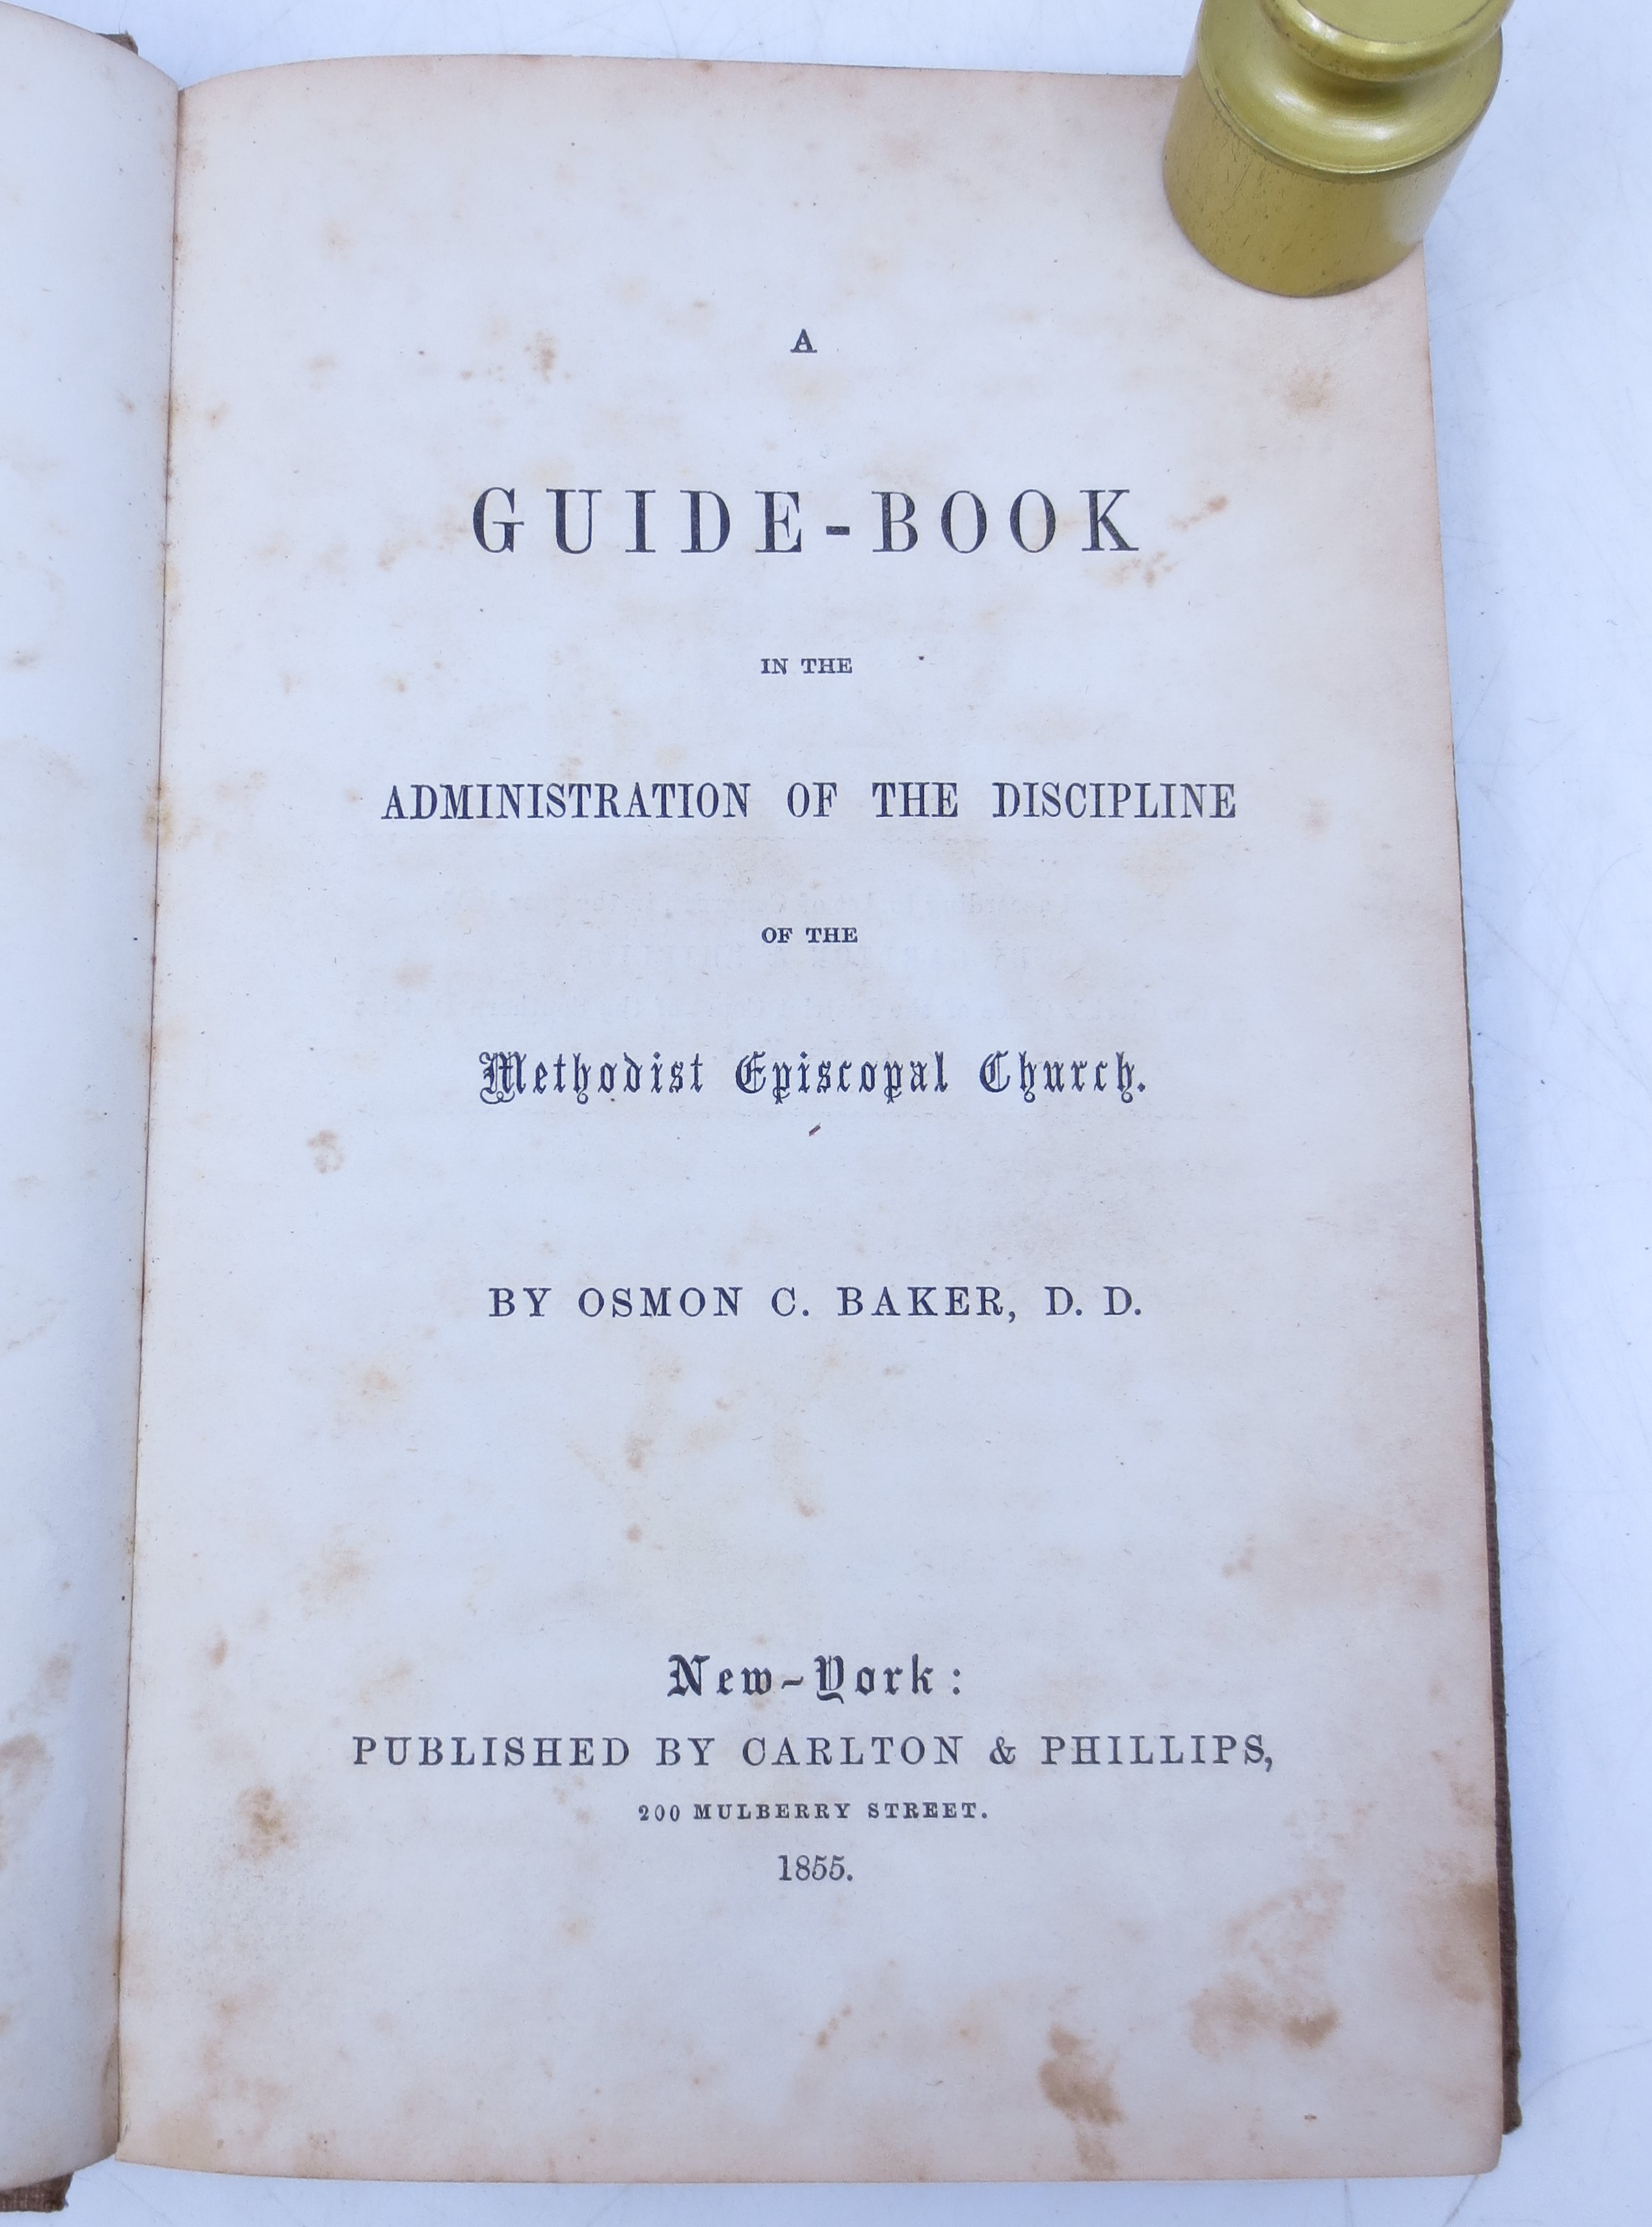 A
GUIDE-BOOK
IN THE
ADMINISTRATION OF THE DISCIPLINE
OF THE
Methodist Episcopal Church.
BY OSMON C. BAKER, D. D.
New-York:
PUBLISHED BY CARLTON & PHILLIPS,
200 MULBERRY STREET.
1855.